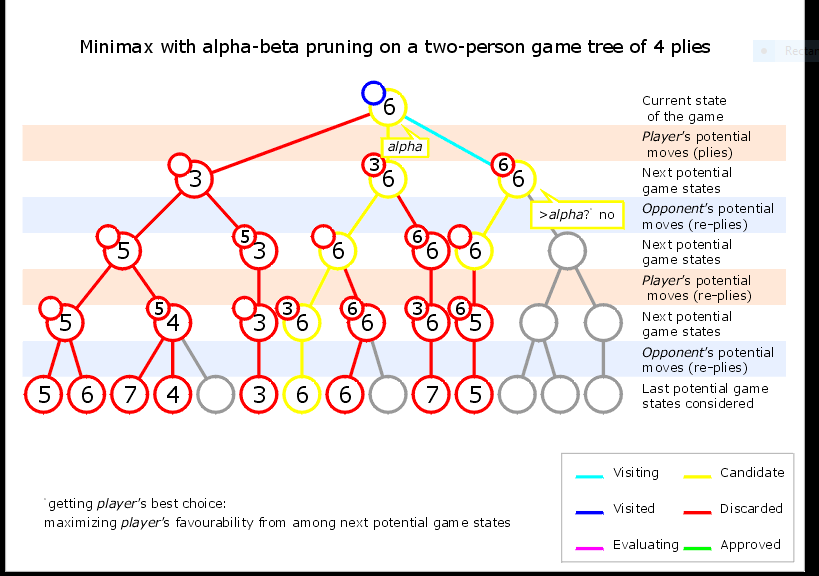 Minimax with alpha-beta pruning on a two-person game tree of 4 plies
Rectan
6
Current state
of the game
alpha
Player's potential
moves (plies)
3
3
6
6
6
Next potential
game states
>alpha?* no
Opponent's potential
moves (re-plies)
5
5
3
6
6
6
6
Next potential
game states
Player's potential
moves (re-plies)
5
5
4
3
3
6
6
6
3
6
6
5
Next potential
game states
Opponent's potential
moves (re-plies)
5
6
7
4
3
6
6
7
5
Last potential game
states considered
*getting player's best choice:
maximizing player's favourability from among next potential game states
Visiting
Candidate
Visited
Discarded
Evaluating
Approved